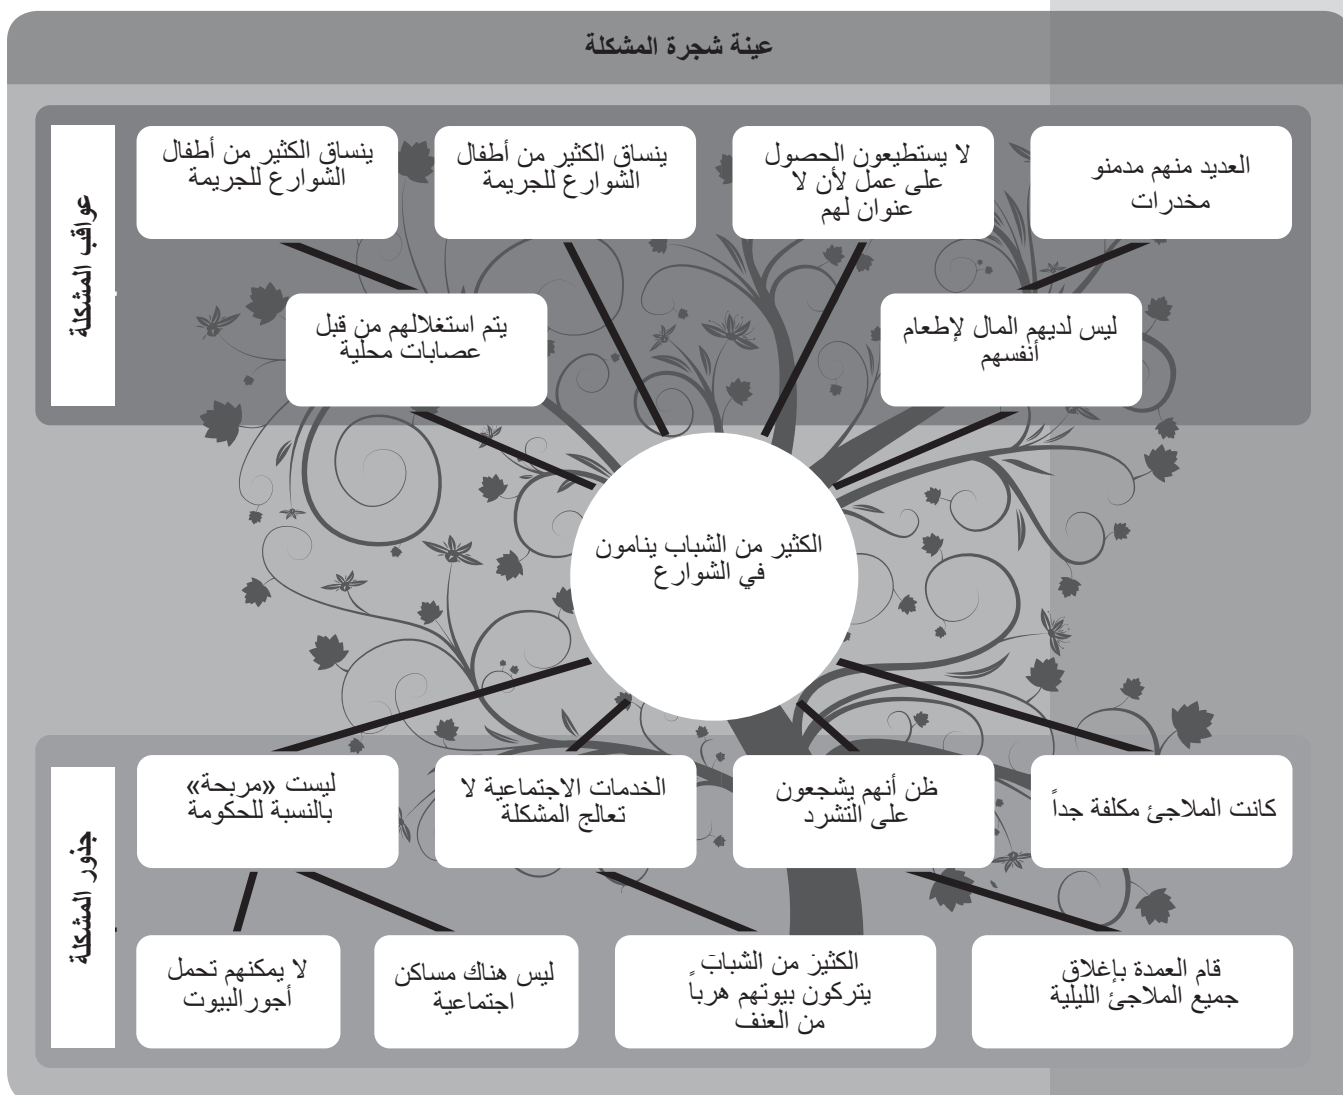 عينة شجرة المشكلة
عواقب المشكلة
العديد منهم مدمنو
مخدرات
لا يستطيعون الحصول
على عمل لأن لا
عنوان لهم
ينساق الكثير من أطفال
الشوارع للجريمة
ينساق الكثير من أطفال
الشوارع للجريمة
ليس لديهم المال لإطعام
أنفسهم
يتم استغلالهم من قبل
عصابات محلية
الكثير من الشباب ينامون
في الشوارع
جذور المشكلة
كانت الملاجئ مكلفة جداً
ظن أنهم يشجعون
على التشرد
الخدمات الاجتماعية لا
تعالج المشكلة
ليست «مربحة»
بالنسبة للحكومة
قام العمدة بإغلاق
جميع الملاجئ الليلية
الكثيز من الشباب
يتركون بيوتهم هرباً
من العنف
ليس هناك مساكن
اجتماعية
لا يمكنهم تحمل
أجورالبيوت